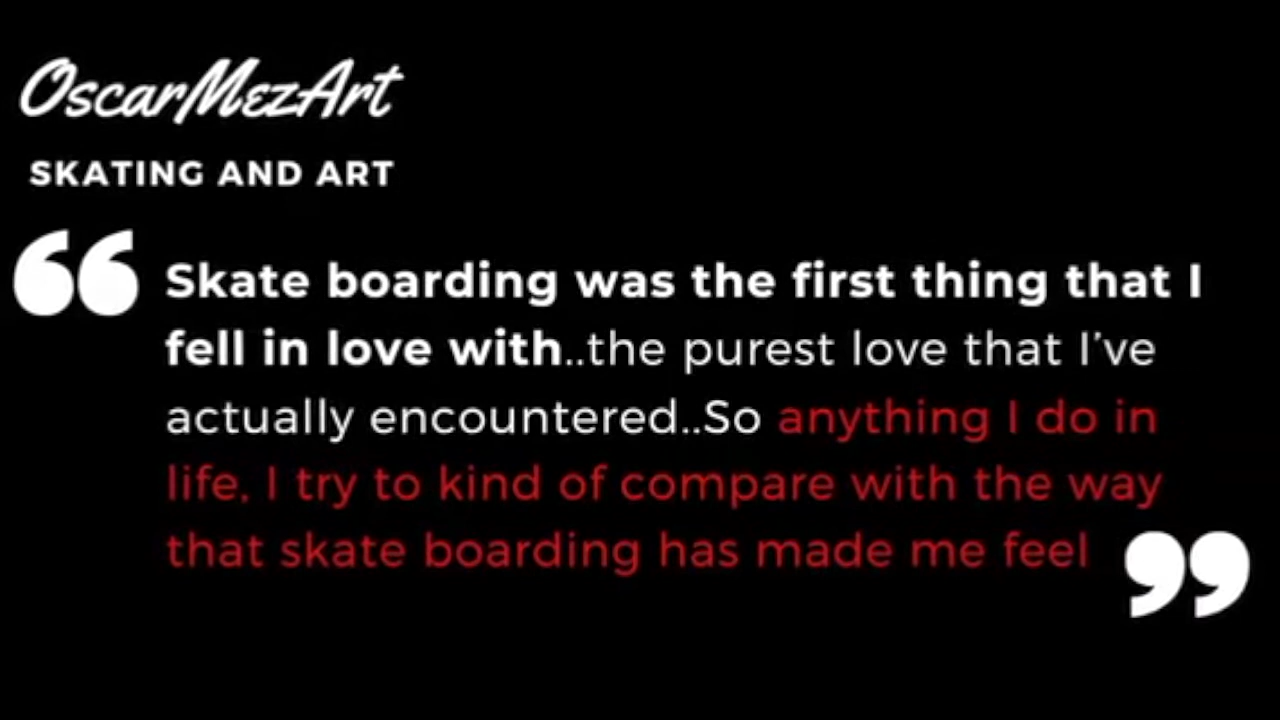 OscarMezArt
SKATING AND ART
“ Skate boarding was the first thing that I
fell in love with..the purest love that I’ve
actually encountered..So anything I do in
life, I try to kind of compare with the way
that skate boarding has made me feel ”